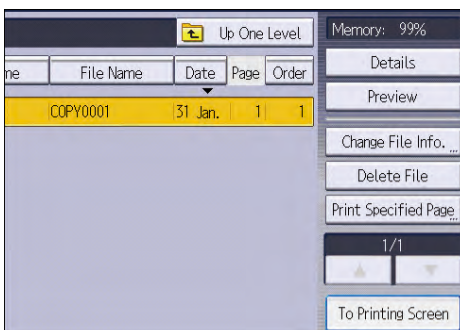 Up One Level
Memory: 99%
me File Name Date Page Order
Details
COPY0001 31 Jan. 1 1
Preview
Change File Info. ...
Delete File
Print Specified Page...
1/1
To Printing Screen